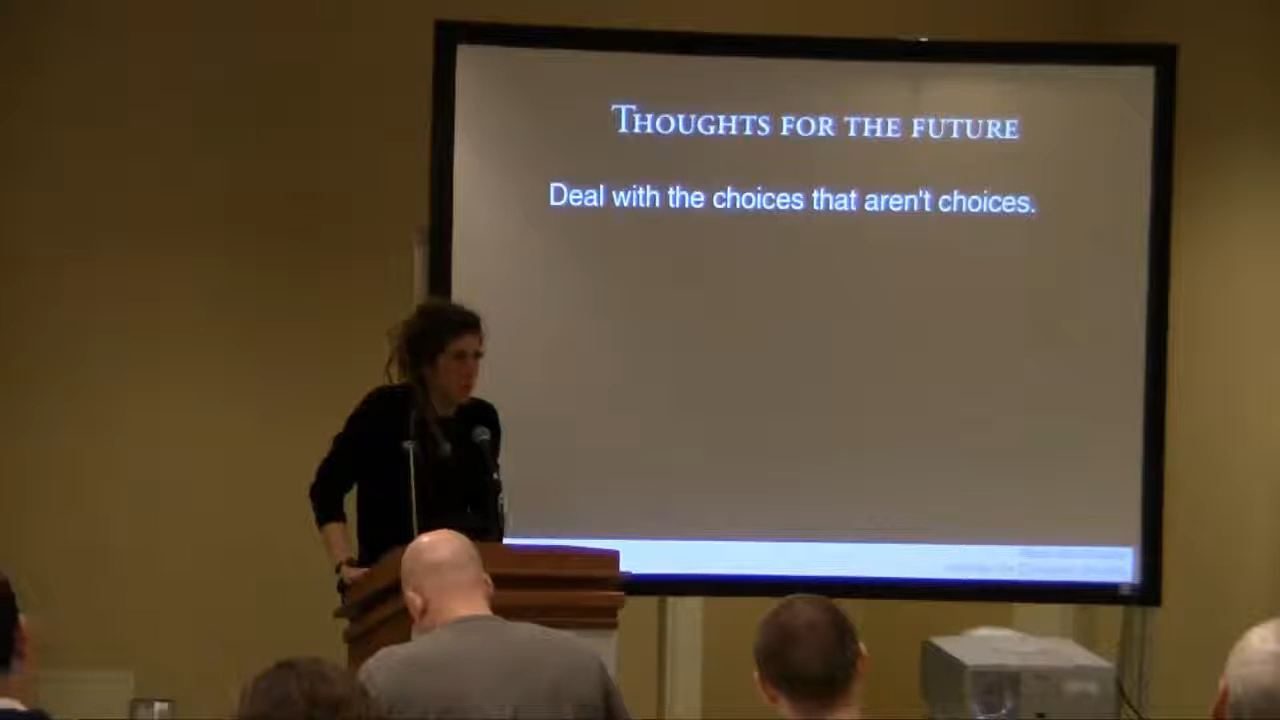 THOUGHTS FOR THE FUTURE
Deal with the choices that aren't choices.